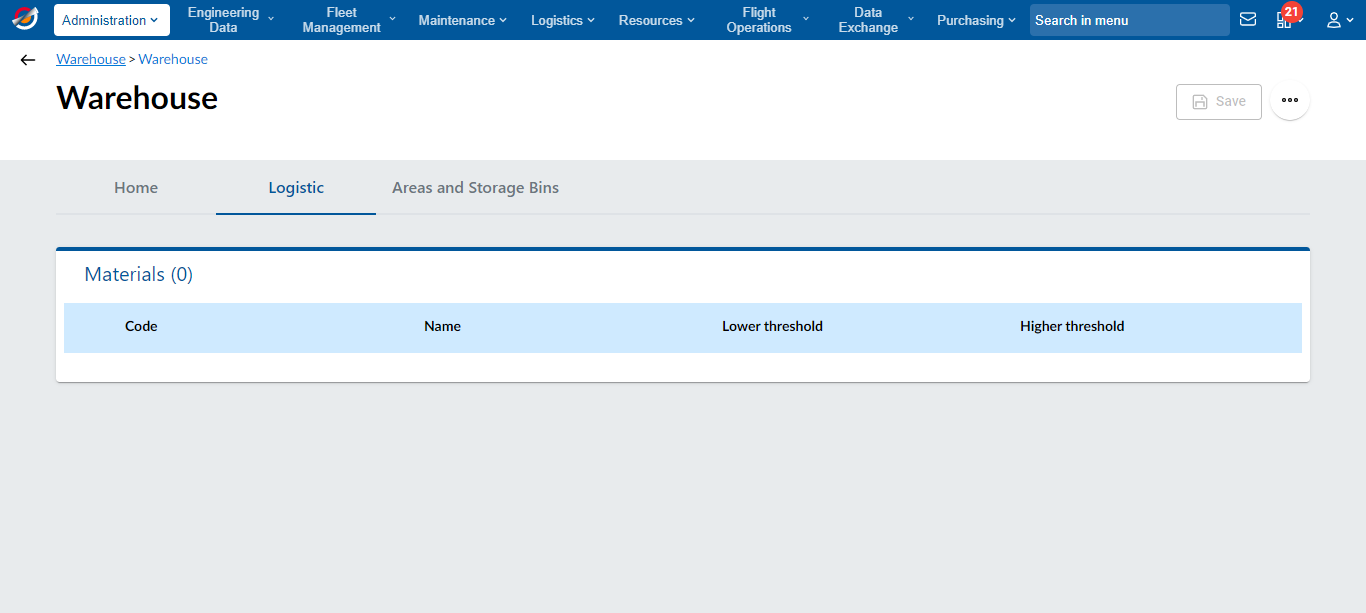 Administration
Engineering
Data
Fleet
Management
Maintenance
Logistics
Resources
Flight
Operations
Data
Exchange
Purchasing
Search in menu
21
Warehouse > Warehouse
Warehouse
Save
Home
Logistic
Areas and Storage Bins
Materials (0)
Code
Name
Lower threshold
Higher threshold